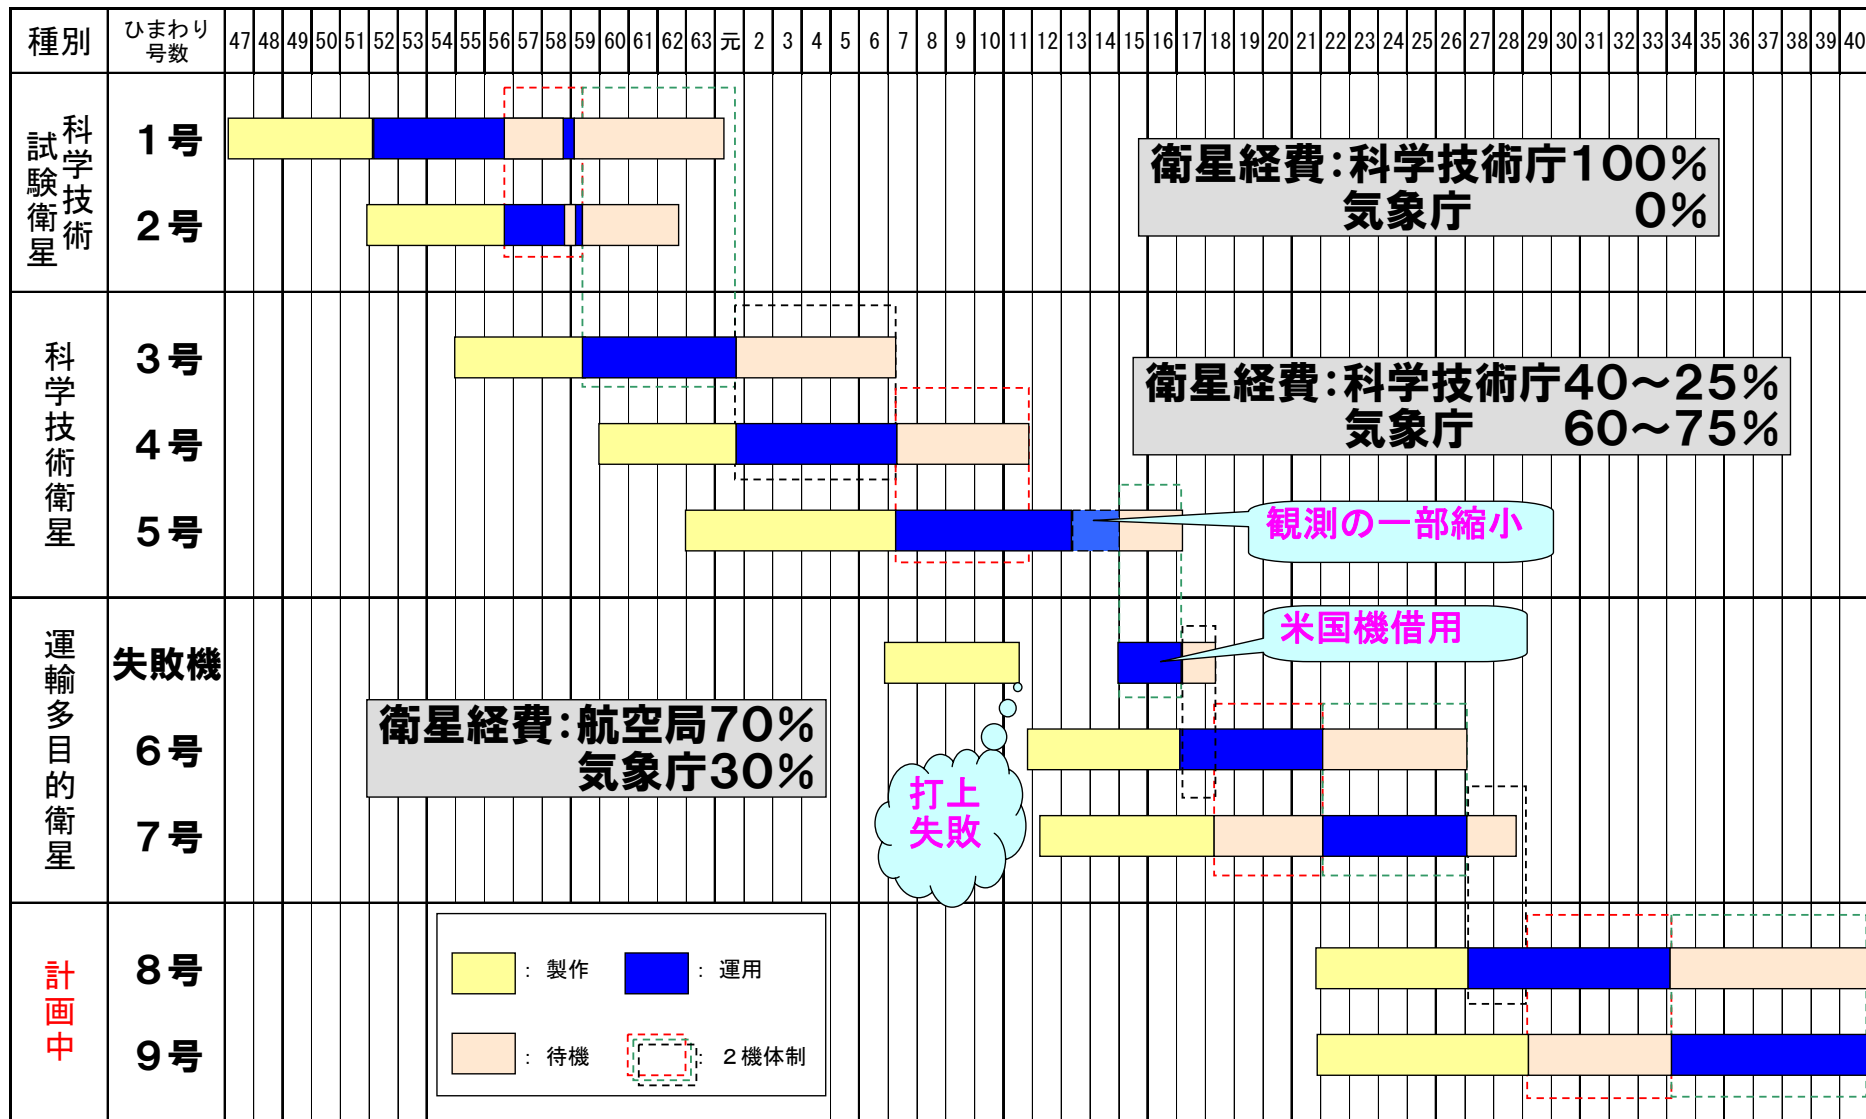 種別 ひまわり号数 47 48 49 50 51 52 53 54 55 56 57 58 59 60 61 62 63 元 2 3 4 5 6 7 8 9 10 11 12 13 14 15 16 17 18 19 20 21 22 23 24 25 26 27 28 29 30 31 32 33 34 35 36 37 38 39 40
科学技術
試験衛星
1号
衛星経費:科学技術庁100%
気象庁 0%
2号
科学技術衛星
3号
衛星経費:科学技術庁40~25%
気象庁 60~75%
4号
5号
観測の一部縮小
運輸多目的衛星
失敗機
米国機借用
衛星経費:航空局70%
気象庁30%
6号
打上
失敗
7号
計画中
8号
: 製作 : 運用
9号
: 待機 : 2機体制